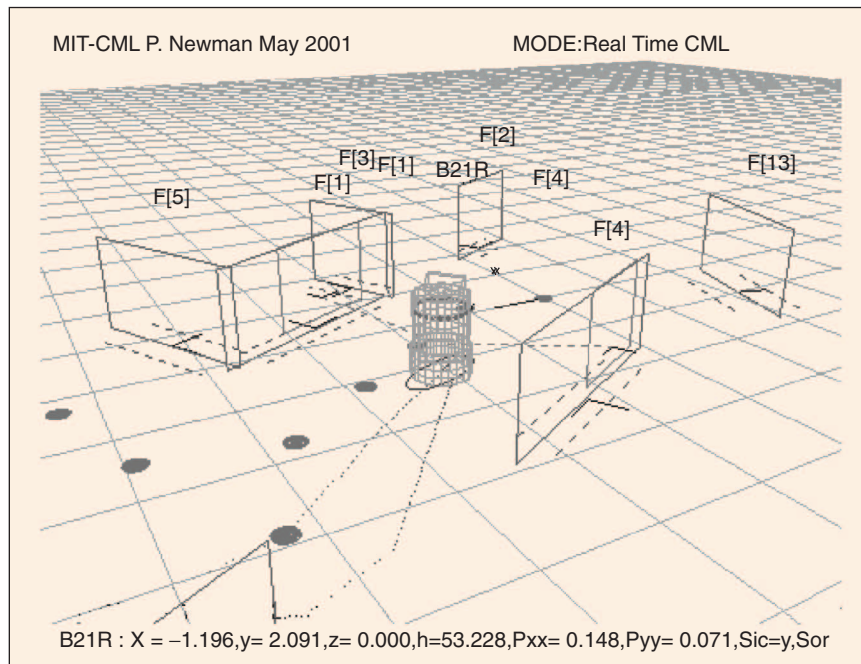 MIT-CML P. Newman May 2001 MODE:Real Time CML
F[2]
F[3] F[1] B21R F[13]
F[5] F[1] F[4]
F[4]
B21R : X = –1.196,y= 2.091,z= 0.000,h=53.228,Pxx= 0.148,Pyy= 0.071,Sic=y,Sor